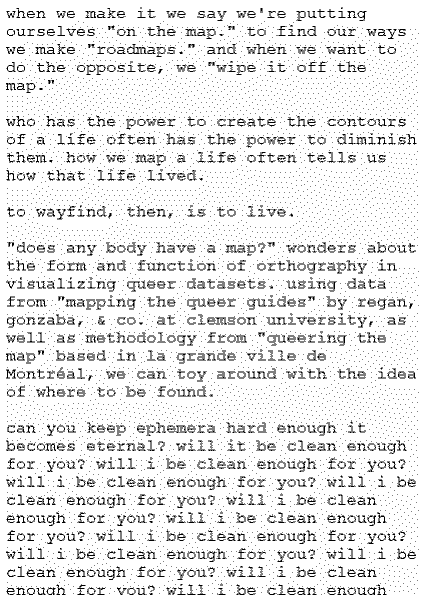 when we make it we say we're putting
ourselves "on the map." to find our ways
we make "roadmaps." and when we want to
do the opposite, we "wipe it off the
map."
who has the power to create the contours
of a life often has the power to diminish
them. how we map a life often tells us
how that life lived.
to wayfind, then, is to live.
"does any body have a map?" wonders about
the form and function of orthography in
visualizing queer datasets. using data
from "mapping the queer guides" by regan,
gonzaba, & co. at clemson university, as
well as methodology from "queering the
map" based in la grande ville de
Montréal, we can toy around with the idea
of where to be found.
can you keep ephemera hard enough it
becomes eternal? will it be clean enough
for you? will i be clean enough for you?
will i be clean enough for you? will i be
clean enough for you? will i be clean
enough for you? will i be clean enough
for you? will i be clean enough for you?
will i be clean enough for you? will i be
clean enough for you? will i be clean
enough for you? will i be clean enough